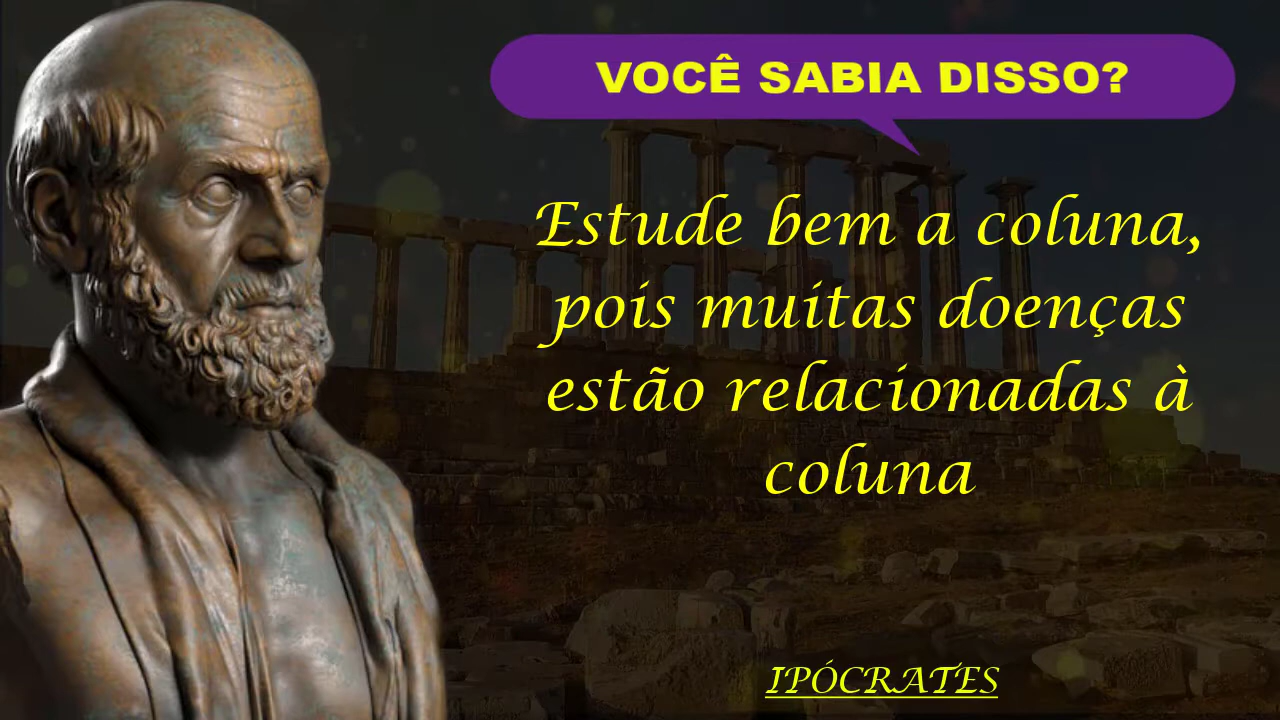 VOCÊ SABIA DISSO?
Estude bem a coluna,
pois muitas doenças
estão relacionadas à
coluna
IPÓCRATES